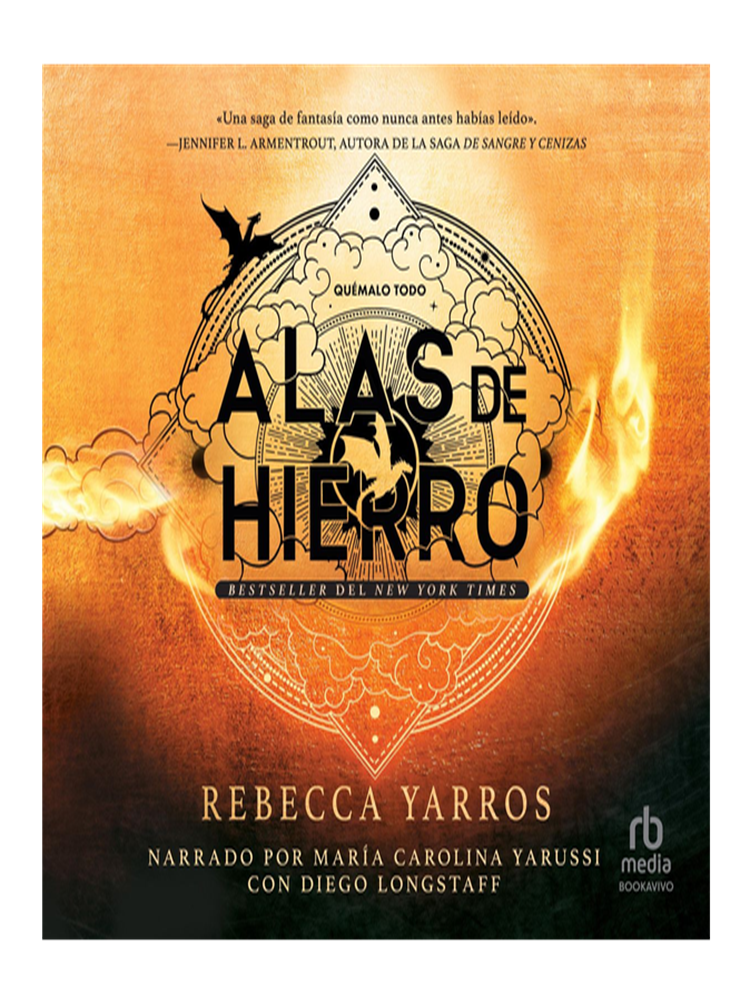 «Una saga de fantasía como nunca antes habías leído».
—JENNIFER L. ARMENTROUT, AUTORA DE LA SAGA DE SANGRE Y CENIZAS
QUÉMALO TODO
ALAS DE
HIERRO
BESTSELLER DEL NEW YORK TIMES
REBECCA YARROS
NARRADO POR MARÍA CAROLINA YARUSSI
CON DIEGO LONGSTAFF
rb
media
BOOKAVIVO